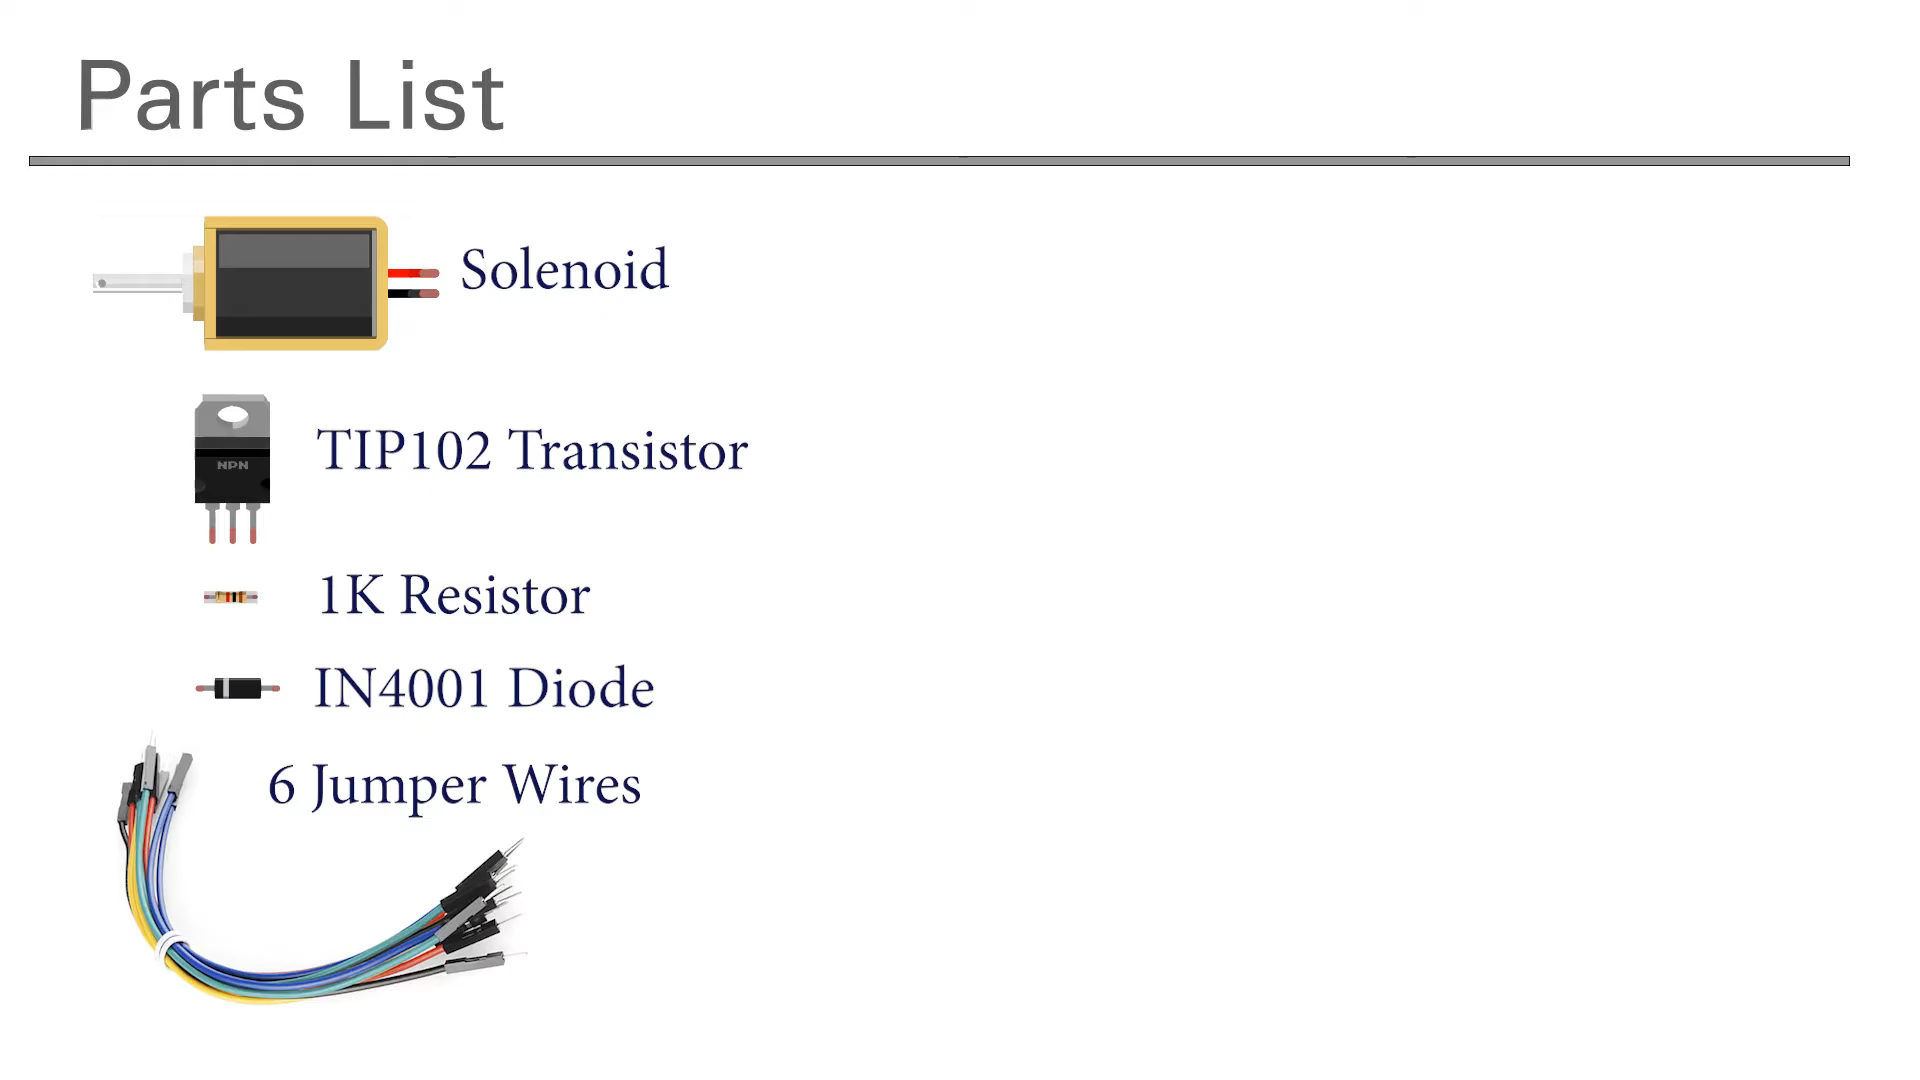 Parts List
Solenoid
NPN
TIP102 Transistor
1K Resistor
IN4001 Diode
6 Jumper Wires